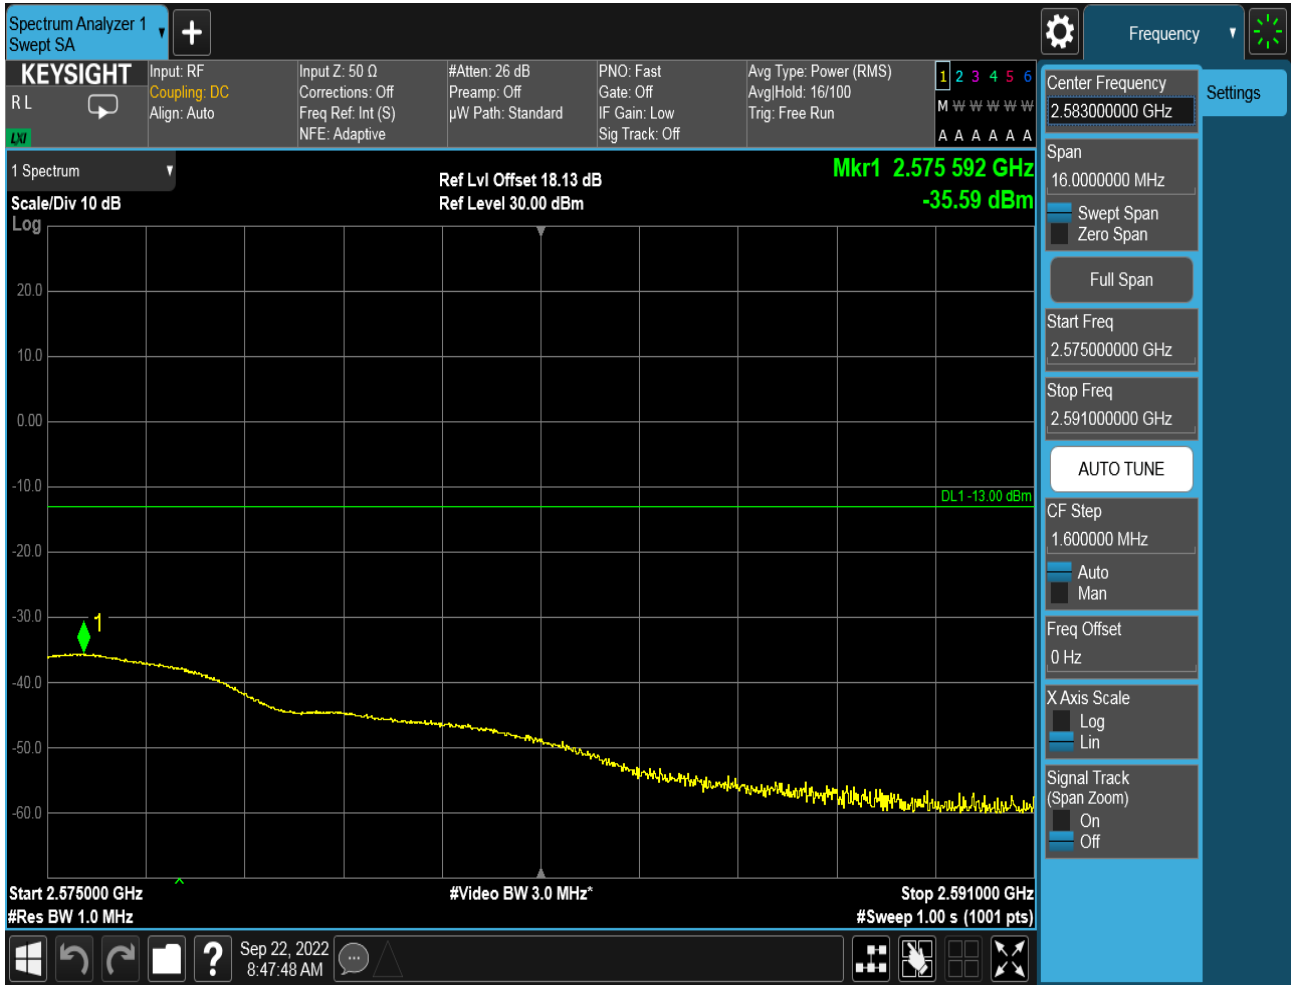 Spectrum Analyzer 1
Swept SA
Frequency
KEYSIGHT
R L
LXI
Input: RF
Coupling: DC
Align: Auto
Input Z: 50 Ω
Corrections: Off
Freq Ref: Int (S)
NFE: Adaptive
#Atten: 26 dB
Preamp: Off
µW Path: Standard
PNO: Fast
Gate: Off
IF Gain: Low
Sig Track: Off
Avg Type: Power (RMS)
Avg|Hold: 16/100
Trig: Free Run
1 2 3 4 5 6
M W W W W W
A A A A A A
1 Spectrum
Scale/Div 10 dB
Log
Ref Lvl Offset 18.13 dB
Ref Level 30.00 dBm
Mkr1 2.575 592 GHz
-35.59 dBm
20.0
10.0
0.00
-10.0
DL1 -13.00 dBm
-20.0
-30.0
1
-40.0
-50.0
-60.0
Start 2.575000 GHz
#Video BW 3.0 MHz*
Stop 2.591000 GHz
#Res BW 1.0 MHz
#Sweep 1.00 s (1001 pts)
Sep 22, 2022
8:47:48 AM
Center Frequency
2.583000000 GHz
Settings
Span
16.0000000 MHz
Swept Span
Zero Span
Full Span
Start Freq
2.575000000 GHz
Stop Freq
2.591000000 GHz
AUTO TUNE
CF Step
1.600000 MHz
Auto
Man
Freq Offset
0 Hz
X Axis Scale
Log
Lin
Signal Track
(Span Zoom)
On
Off